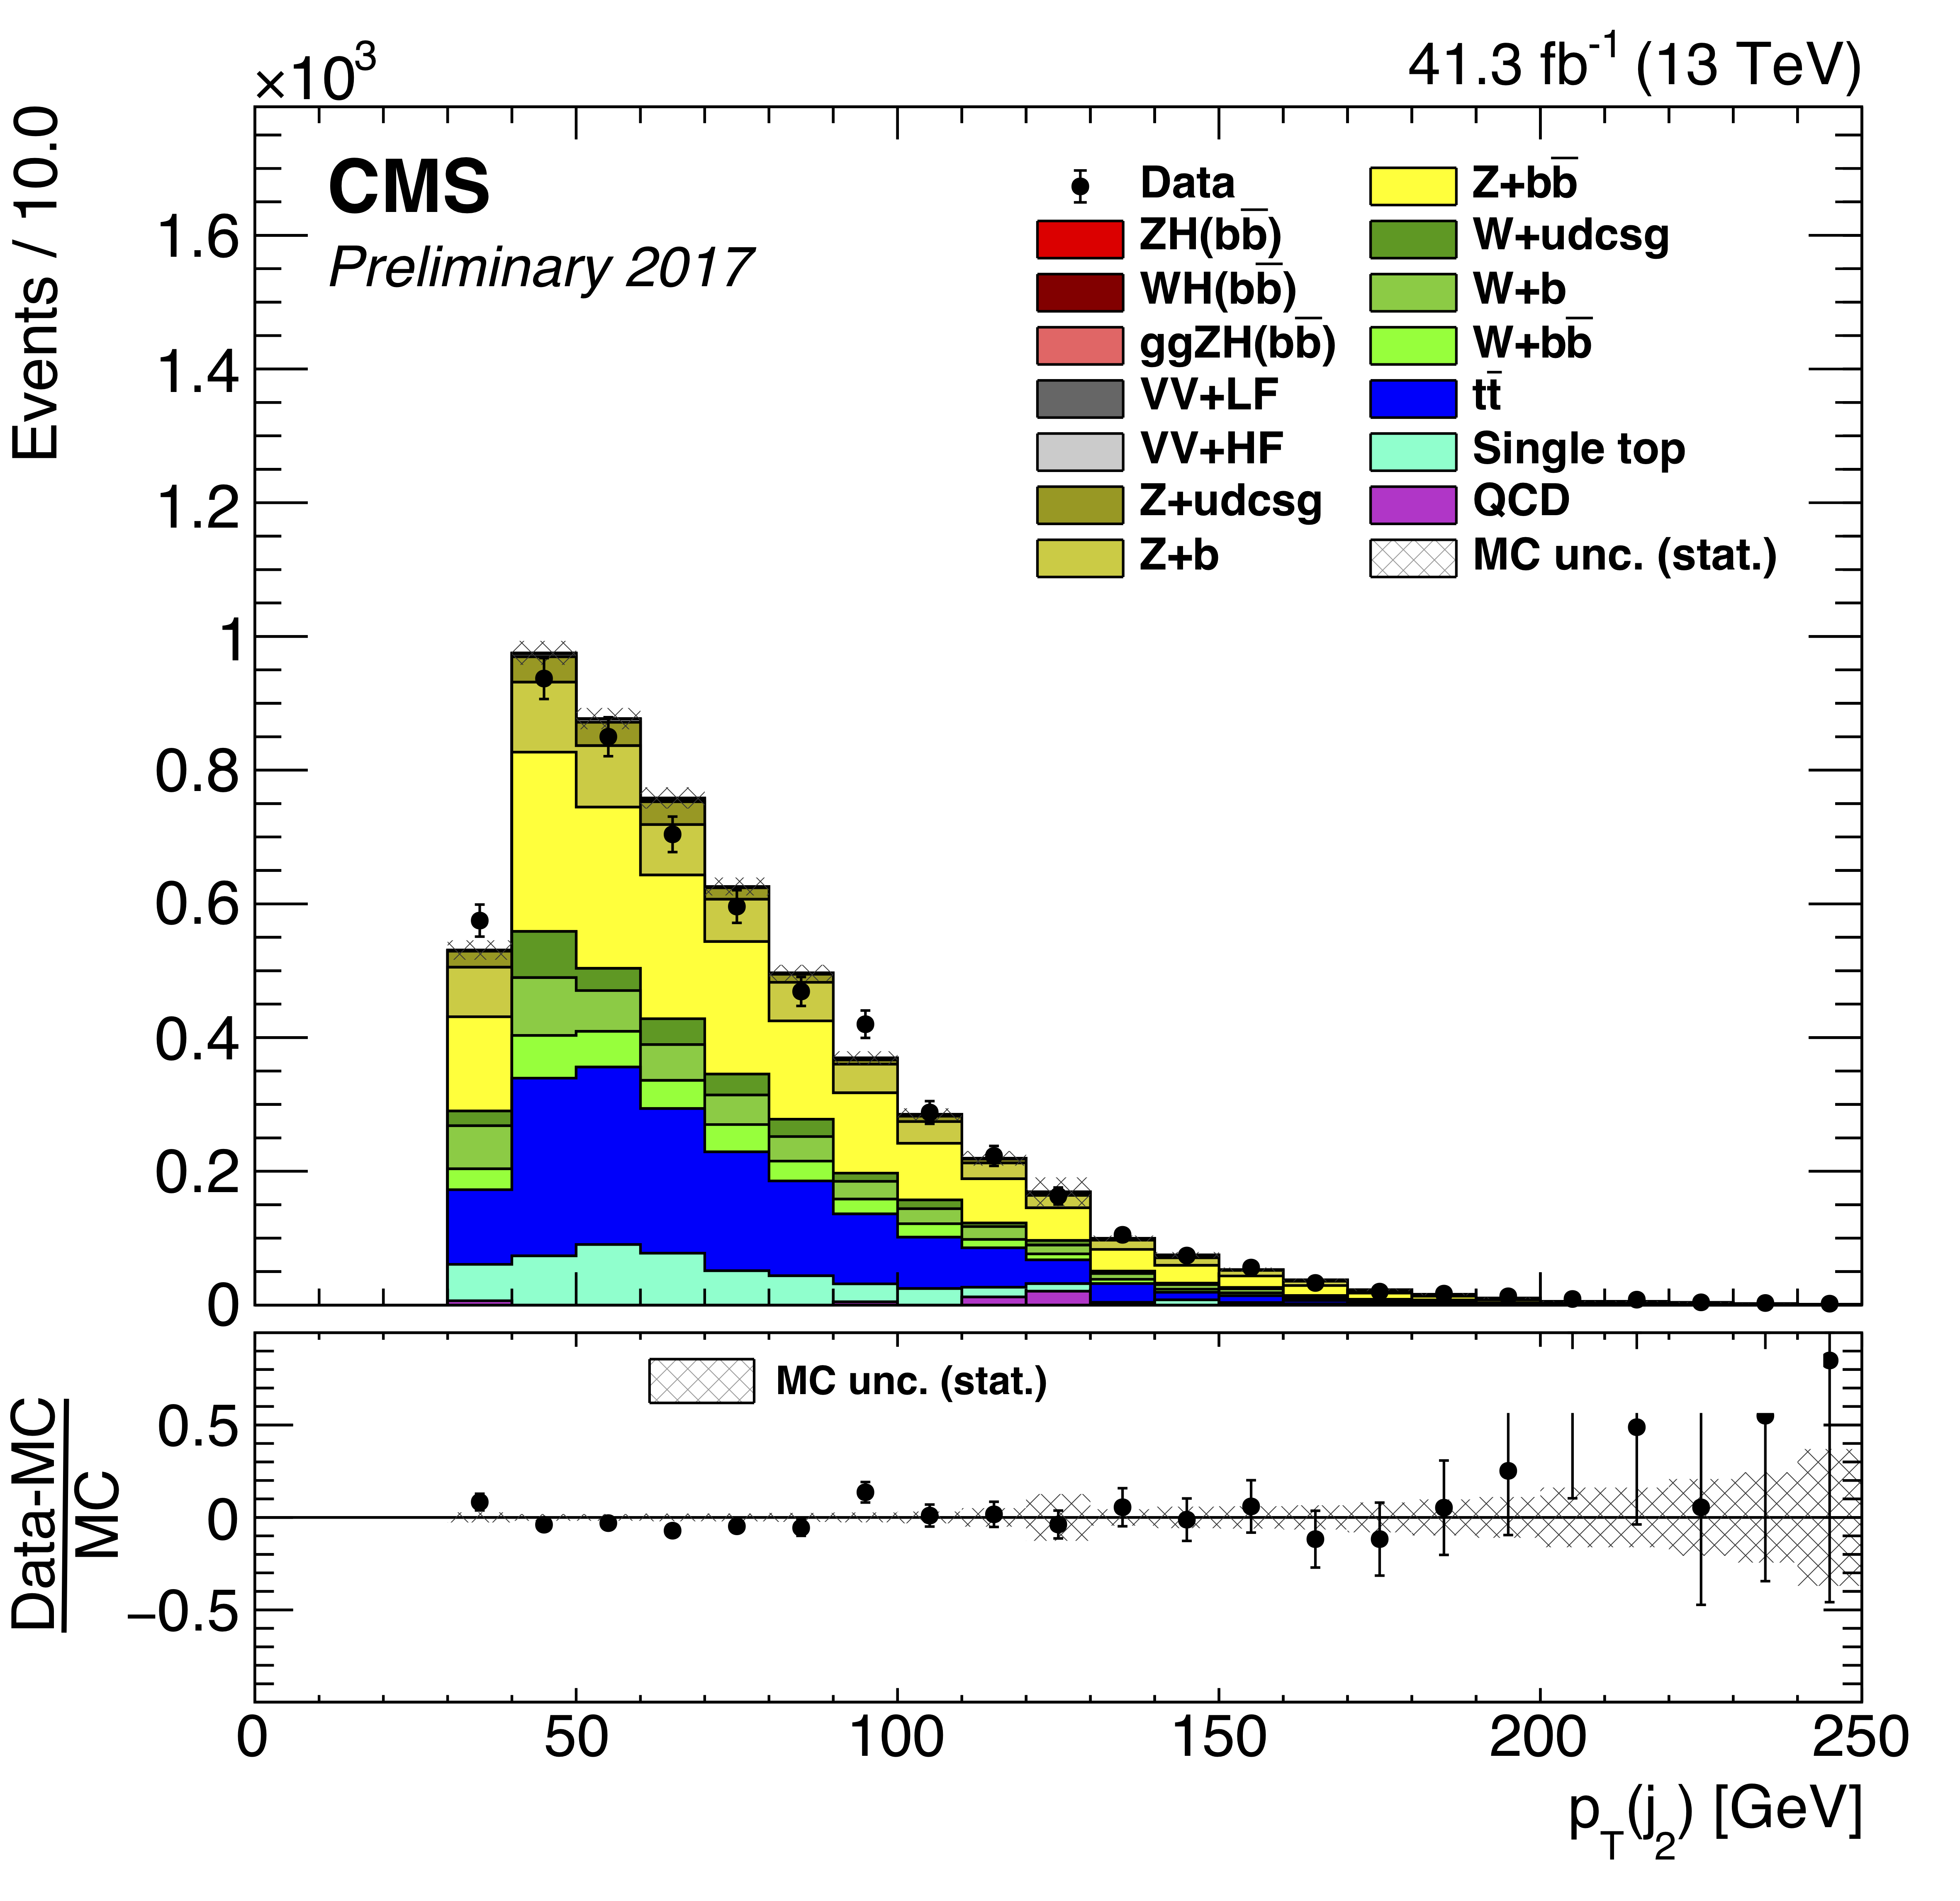 ×10³
41.3 fb⁻¹ (13 TeV)
Events / 10.0
CMS
Preliminary 2017
Data
ZH(bb̅)
WH(bb̅)
ggZH(bb̅)
VV+LF
VV+HF
Z+udcsg
Z+b
Z+bb̅
W+udcsg
W+b
W+bb̅
tt̅
Single top
QCD
MC unc. (stat.)
1.6
1.4
1.2
1
0.8
0.6
0.4
0.2
0
MC unc. (stat.)
Data-MC
MC
0.5
0
−0.5
0 50 100 150 200 250
p_T(j₂) [GeV]